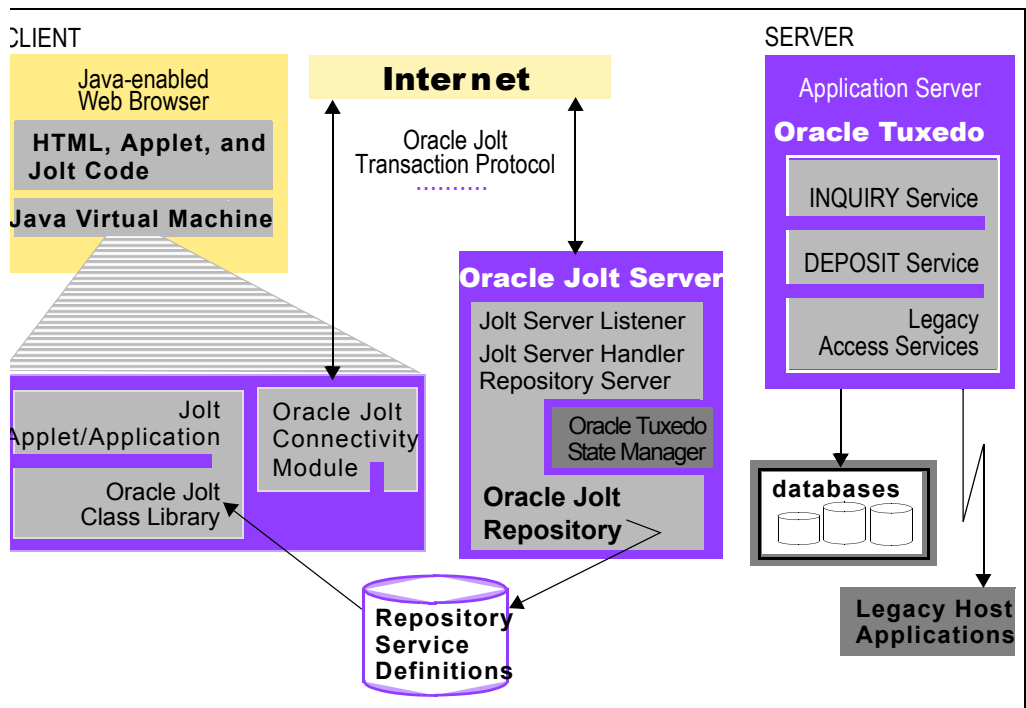 CLIENT
Java-enabled
Web Browser
HTML, Applet, and
Jolt Code
Java Virtual Machine
Internet
Oracle Jolt
Transaction Protocol
SERVER
Application Server
Oracle Tuxedo
INQUIRY Service
DEPOSIT Service
Legacy
Access Services
Oracle Jolt Server
Jolt Server Listener
Jolt Server Handler
Repository Server
Oracle Tuxedo
State Manager
Oracle Jolt
Repository
Jolt
Applet/Application
Oracle Jolt
Class Library
Oracle Jolt
Connectivity
Module
Repository
Service
Definitions
databases
Legacy Host
Applications